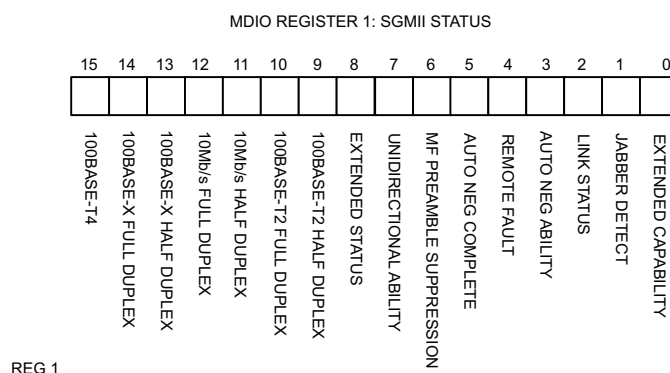 MDIO REGISTER 1: SGMII STATUS
15 14 13 12 11 10 9 8 7 6 5 4 3 2 1 0
100BASE-T4
100BASE-X FULL DUPLEX
100BASE-X HALF DUPLEX
10Mb/s FULL DUPLEX
10Mb/s HALF DUPLEX
100BASE-T2 FULL DUPLEX
100BASE-T2 HALF DUPLEX
EXTENDED STATUS
UNIDIRECTIONAL ABILITY
MF PREAMBLE SUPPRESSION
AUTO NEG COMPLETE
REMOTE FAULT
AUTO NEG ABILITY
LINK STATUS
JABBER DETECT
EXTENDED CAPABILITY
REG 1